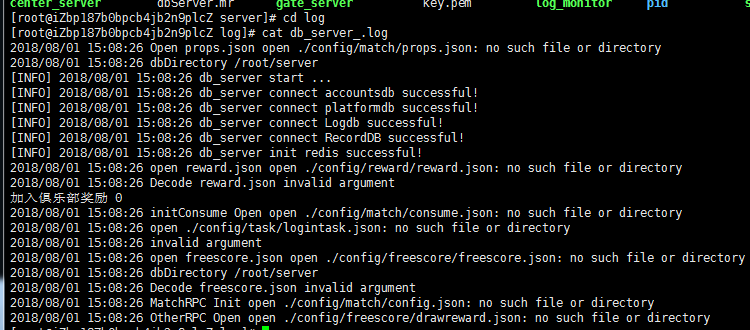 center_server dbServer.mr gate_server key.pem log_monitor pid s
[root@iZbp187b0bpcb4jb2n9plcZ server]# cd log
[root@iZbp187b0bpcb4jb2n9plcZ log]# cat db_server_.log
2018/08/01 15:08:26 Open props.json open ./config/match/props.json: no such file or directory
2018/08/01 15:08:26 dbDirectory /root/server
[INFO] 2018/08/01 15:08:26 db_server start ...
[INFO] 2018/08/01 15:08:26 db_server connect accountsdb successful!
[INFO] 2018/08/01 15:08:26 db_server connect platformdb successful!
[INFO] 2018/08/01 15:08:26 db_server connect Logdb successful!
[INFO] 2018/08/01 15:08:26 db_server connect RecordDB successful!
[INFO] 2018/08/01 15:08:26 db_server init redis successful!
2018/08/01 15:08:26 open reward.json open ./config/reward/reward.json: no such file or directory
2018/08/01 15:08:26 Decode reward.json invalid argument
加入俱乐部奖励 0
2018/08/01 15:08:26 initConsume Open open ./config/match/consume.json: no such file or directory
2018/08/01 15:08:26 open ./config/task/logintask.json: no such file or directory
2018/08/01 15:08:26 invalid argument
2018/08/01 15:08:26 open freescore.json open ./config/freescore/freescore.json: no such file or directory
2018/08/01 15:08:26 dbDirectory /root/server
2018/08/01 15:08:26 Decode freescore.json invalid argument
2018/08/01 15:08:26 MatchRPC Init open ./config/match/config.json: no such file or directory
2018/08/01 15:08:26 OtherRPC Open open ./config/freescore/drawreward.json: no such file or directory